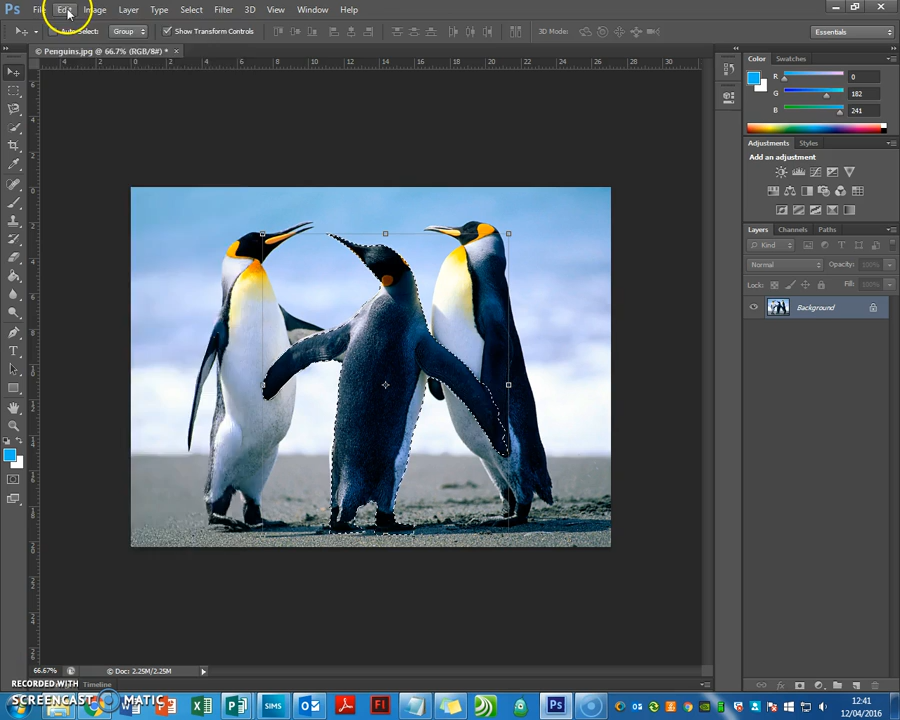 Ps File Edit Image Layer Type Select Filter 3D View Window Help
Auto Select: Group Show Transform Controls 3D Mode: Essentials
© Penguins.jpg @ 66.7% (RGB/8#) * ×
Color Swatches
R 0
G 182
B 241
Adjustments Styles
Add an adjustment
Layers Channels Paths
Kind
Normal Opacity: 100%
Lock: Fill: 100%
Background
66.67% Doc: 2.25M/2.25M
RECORDED WITH Timeline
SCREENCAST MATIC
SIMS Ps 12:41
12/04/2016